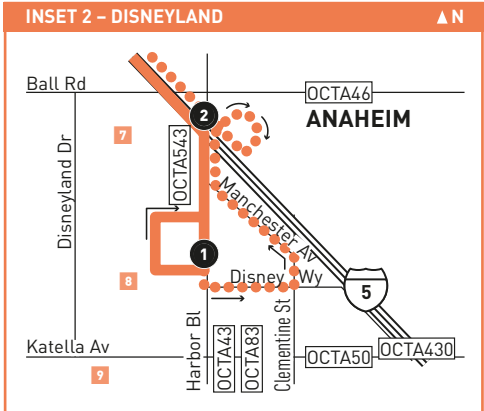 INSET 2 – DISNEYLAND
▲N
Ball Rd
OCTA46
ANAHEIM
2
7
OCTA543
Disneyland Dr
Manchester Av
1
8
Disney Wy
5
Katella Av
Harbor Bl
OCTA43
OCTA83
Clementine St
OCTA50
OCTA430
9